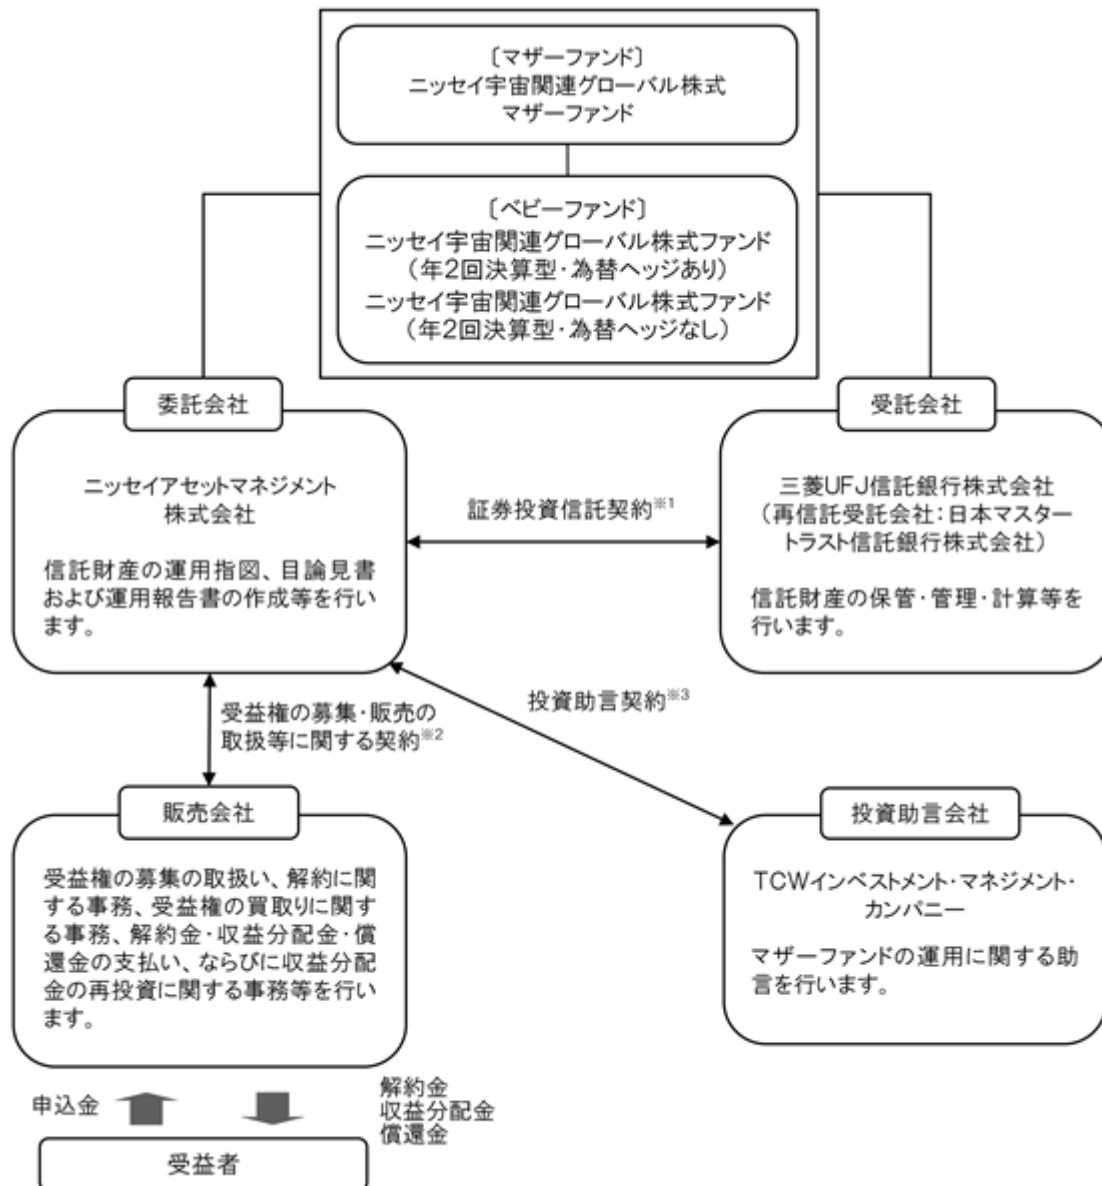 〔マザーファンド〕
ニッセイ宇宙関連グローバル株式
マザーファンド
〔ベビーファンド〕
ニッセイ宇宙関連グローバル株式ファンド
（年2回決算型・為替ヘッジあり）
ニッセイ宇宙関連グローバル株式ファンド
（年2回決算型・為替ヘッジなし）
委託会社
ニッセイアセットマネジメント
株式会社
信託財産の運用指図、目論見書
および運用報告書の作成等を行い
ます。
証券投資信託契約※1
受託会社
三菱UFJ信託銀行株式会社
（再信託受託会社：日本マスター
トラスト信託銀行株式会社）
信託財産の保管・管理・計算等を
行います。
受益権の募集・販売の
取扱等に関する契約※2
投資助言契約※3
販売会社
受益権の募集の取扱い、解約に関
する事務、受益権の買取りに関す
る事務、解約金・収益分配金・償
還金の支払い、ならびに収益分配
金の再投資に関する事務等を行い
ます。
投資助言会社
TCWインベストメント・マネジメント・
カンパニー
マザーファンドの運用に関する助
言を行います。
申込金
解約金
収益分配金
償還金
受益者